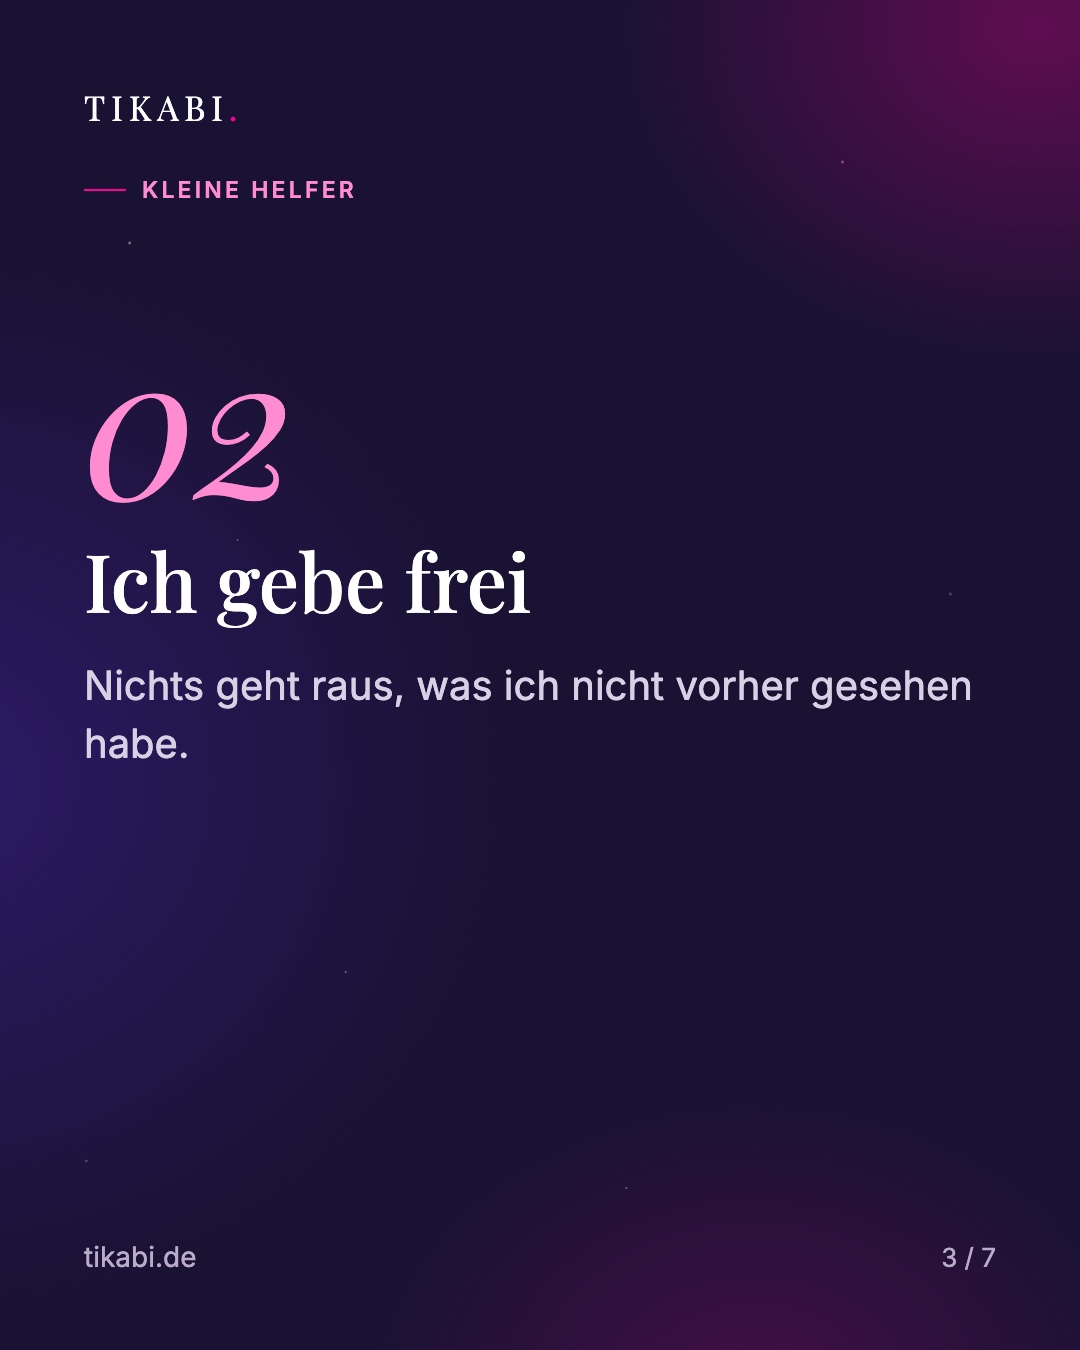 TIKABI.
KLEINE HELFER
02
Ich gebe frei
Nichts geht raus, was ich nicht vorher gesehen
habe.
tikabi.de
3 / 7